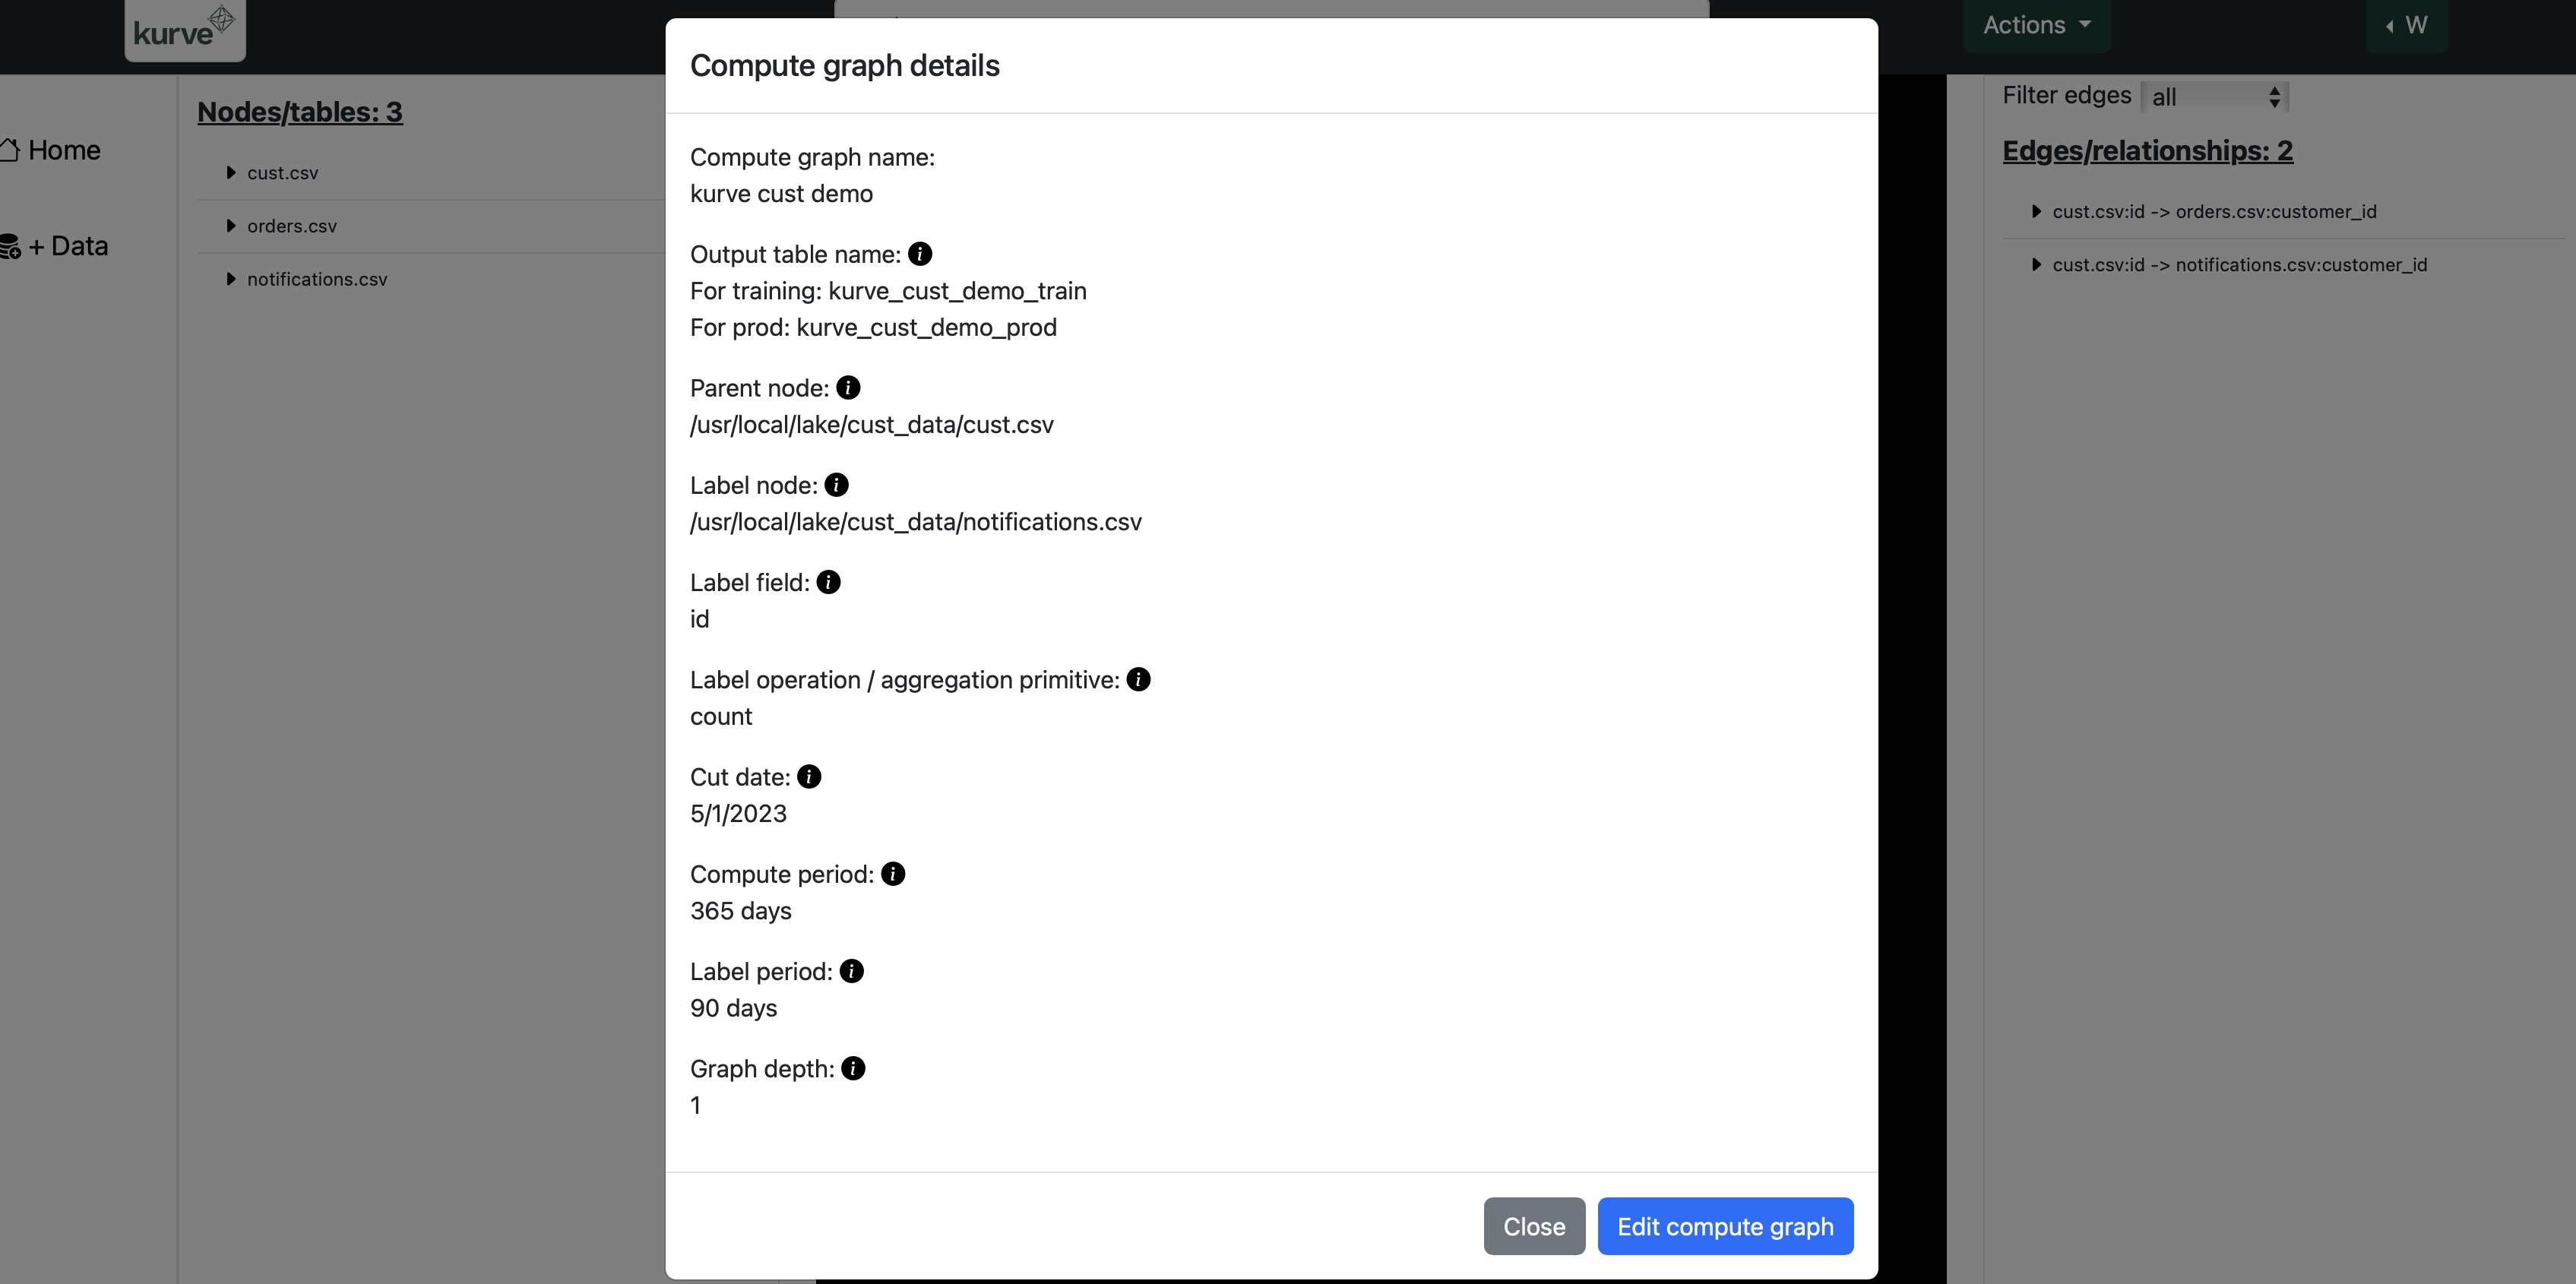 kurve
Actions
W
Home
+ Data
Nodes/tables: 3
cust.csv
orders.csv
notifications.csv
Compute graph details
Compute graph name:
kurve cust demo
Output table name:
For training: kurve_cust_demo_train
For prod: kurve_cust_demo_prod
Parent node:
/usr/local/lake/cust_data/cust.csv
Label node:
/usr/local/lake/cust_data/notifications.csv
Label field:
id
Label operation / aggregation primitive:
count
Cut date:
5/1/2023
Compute period:
365 days
Label period:
90 days
Graph depth:
1
Close
Edit compute graph
Filter edges all
Edges/relationships: 2
cust.csv:id -> orders.csv:customer_id
cust.csv:id -> notifications.csv:customer_id